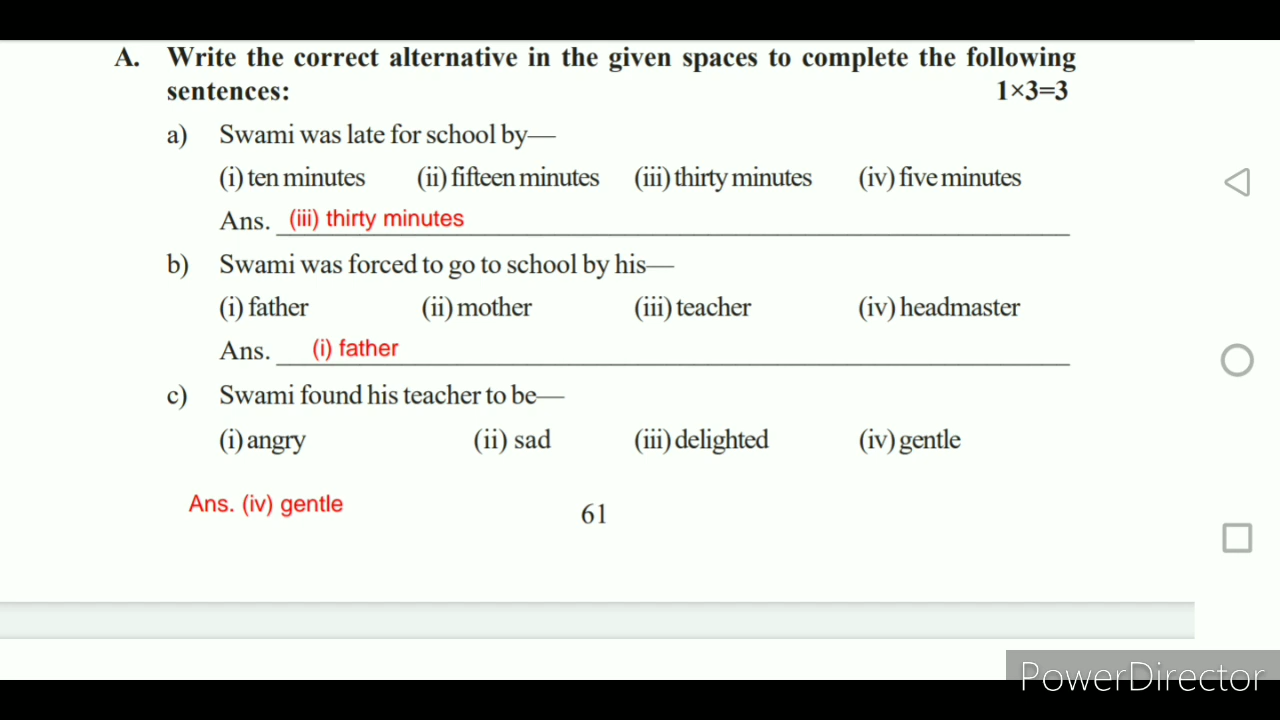 A. Write the correct alternative in the given spaces to complete the following
sentences: 1×3=3
a) Swami was late for school by—
(i) ten minutes (ii) fifteen minutes (iii) thirty minutes (iv) five minutes
Ans. (iii) thirty minutes
b) Swami was forced to go to school by his—
(i) father (ii) mother (iii) teacher (iv) headmaster
Ans. (i) father
c) Swami found his teacher to be—
(i) angry (ii) sad (iii) delighted (iv) gentle
Ans. (iv) gentle
61
PowerDirector